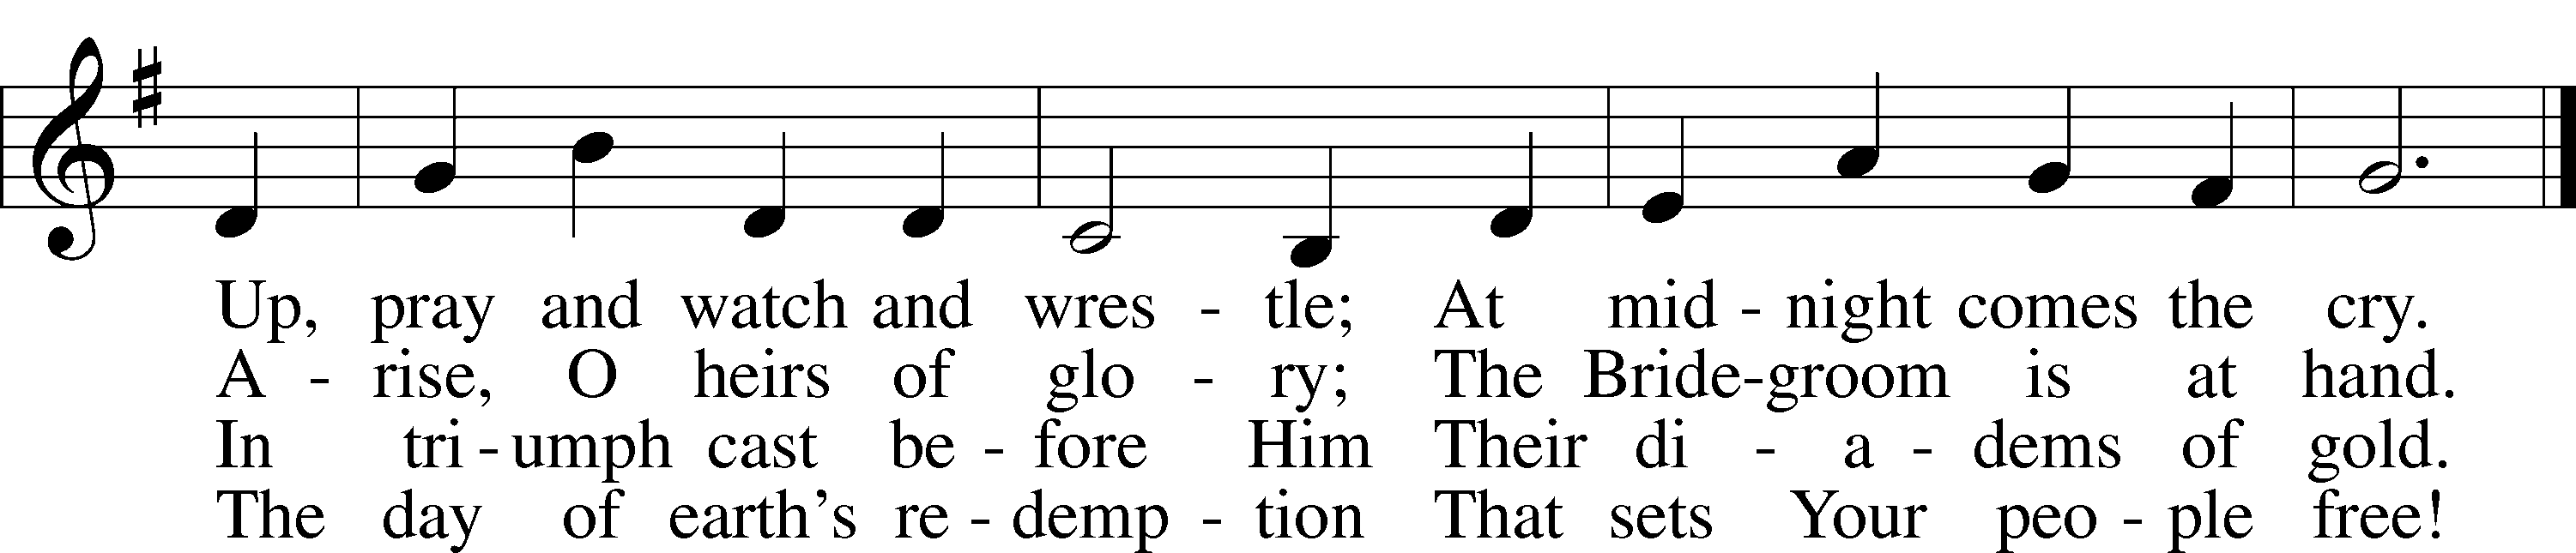 Up, pray and watch and wres - tle; At mid - night comes the cry.
A - rise, O heirs of glo - ry; The Bride-groom is at hand.
In tri - umph cast be - fore Him Their di - a - dems of gold.
The day of earth's re - demp - tion That sets Your peo - ple free!